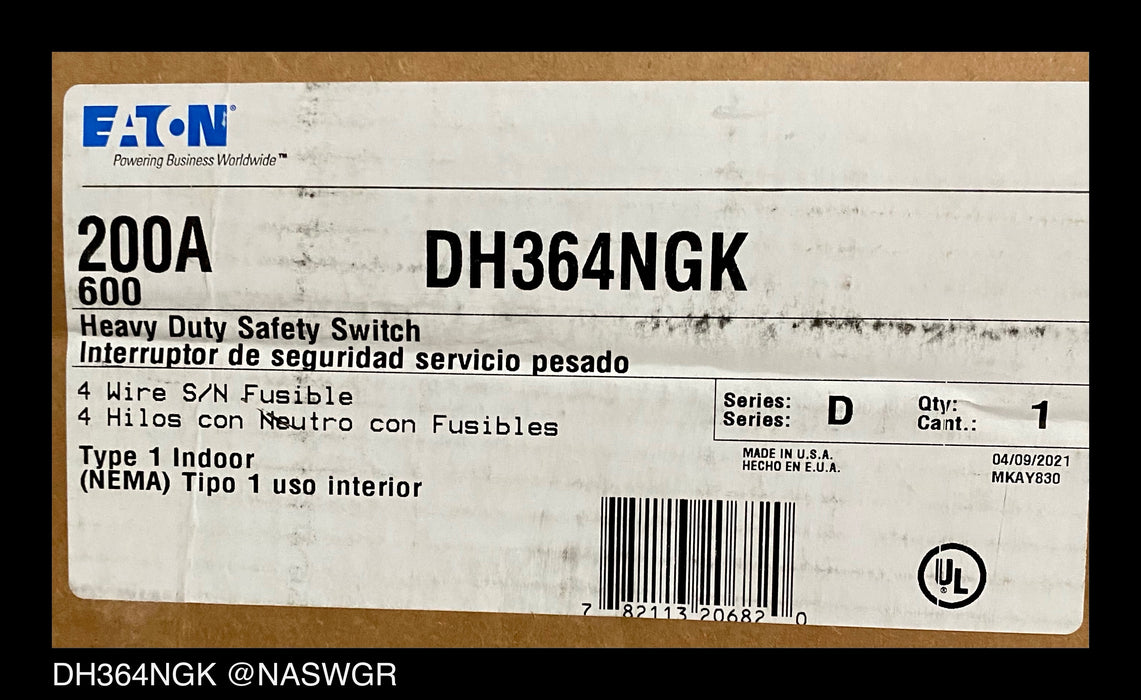 EATON®
Powering Business Worldwide™
200A
600
DH364NGK
Heavy Duty Safety Switch
Interruptor de seguridad servicio pesado
4 Wire S/N Fusible
4 Hilos con Neutro con Fusibles
Type 1 Indoor
(NEMA) Tipo 1 uso interior
Series: D Qty: 1
Series: Cant.:
MADE IN U.S.A.
HECHO EN E.U.A.
04/09/2021
MKAY830
7 82113 20682 0
UL®
DH364NGK @NASWGR